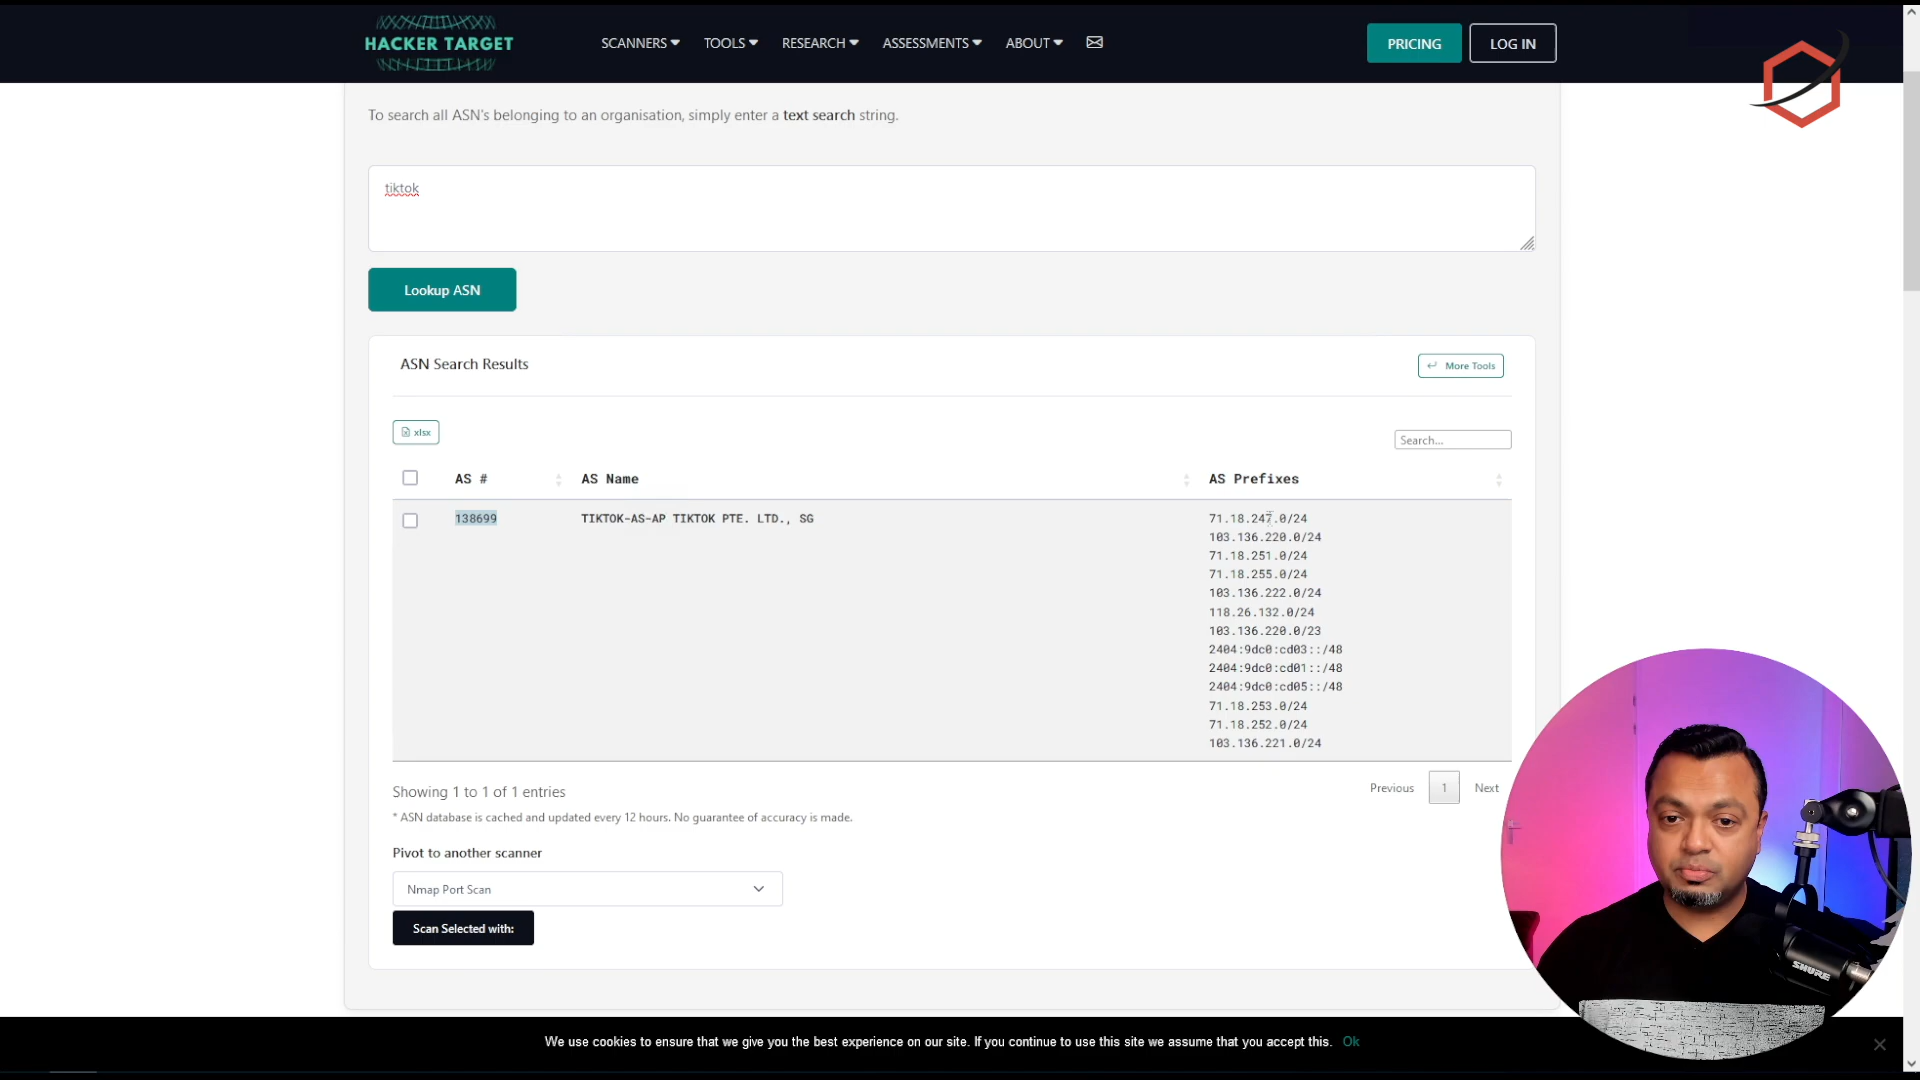 HACKER TARGET
SCANNERS TOOLS RESEARCH ASSESSMENTS ABOUT
PRICING LOG IN
To search all ASN's belonging to an organisation, simply enter a text search string.
tiktok
Lookup ASN
ASN Search Results
More Tools
xlsx
Search...
AS # AS Name AS Prefixes
138699 TIKTOK-AS-AP TIKTOK PTE. LTD., SG 71.18.247.0/24
103.136.220.0/24
71.18.251.0/24
71.18.255.0/24
103.136.222.0/24
118.26.132.0/24
103.136.220.0/23
2404:9dc0:cd03::/48
2404:9dc0:cd01::/48
2404:9dc0:cd05::/48
71.18.253.0/24
71.18.252.0/24
103.136.221.0/24
Showing 1 to 1 of 1 entries
Previous 1 Next
* ASN database is cached and updated every 12 hours. No guarantee of accuracy is made.
Pivot to another scanner
Nmap Port Scan
Scan Selected with:
SHURE
We use cookies to ensure that we give you the best experience on our site. If you continue to use this site we assume that you accept this. Ok